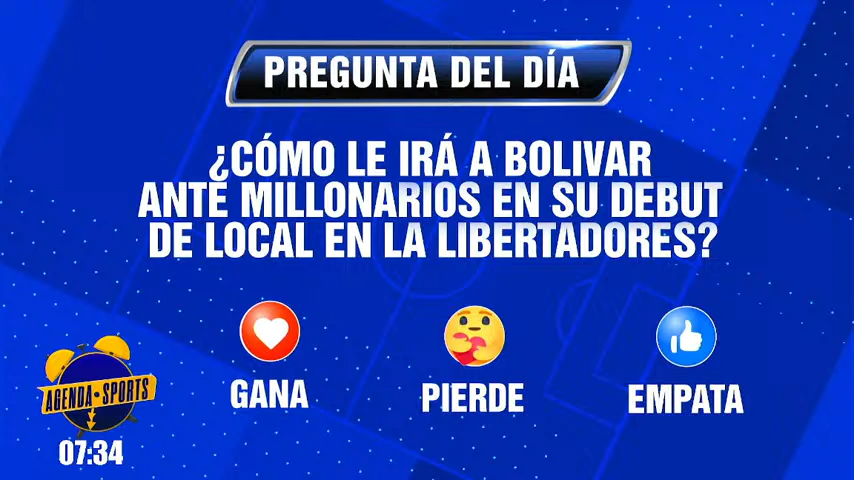 PREGUNTA DEL DÍA
¿CÓMO LE IRÁ A BOLIVAR
ANTE MILLONARIOS EN SU DEBUT
DE LOCAL EN LA LIBERTADORES?
GANA
PIERDE
EMPATA
AGENDA•SPORTS
07:34